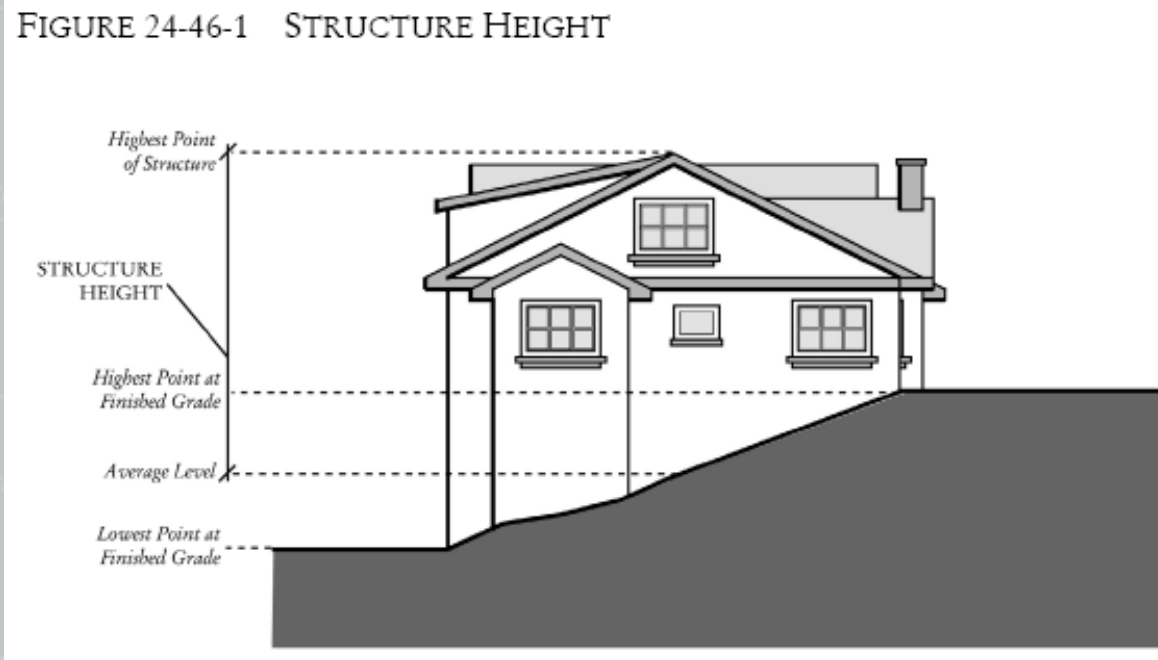 FIGURE 24-46-1 STRUCTURE HEIGHT
Highest Point
of Structure
STRUCTURE
HEIGHT
Highest Point at
Finished Grade
Average Level
Lowest Point at
Finished Grade